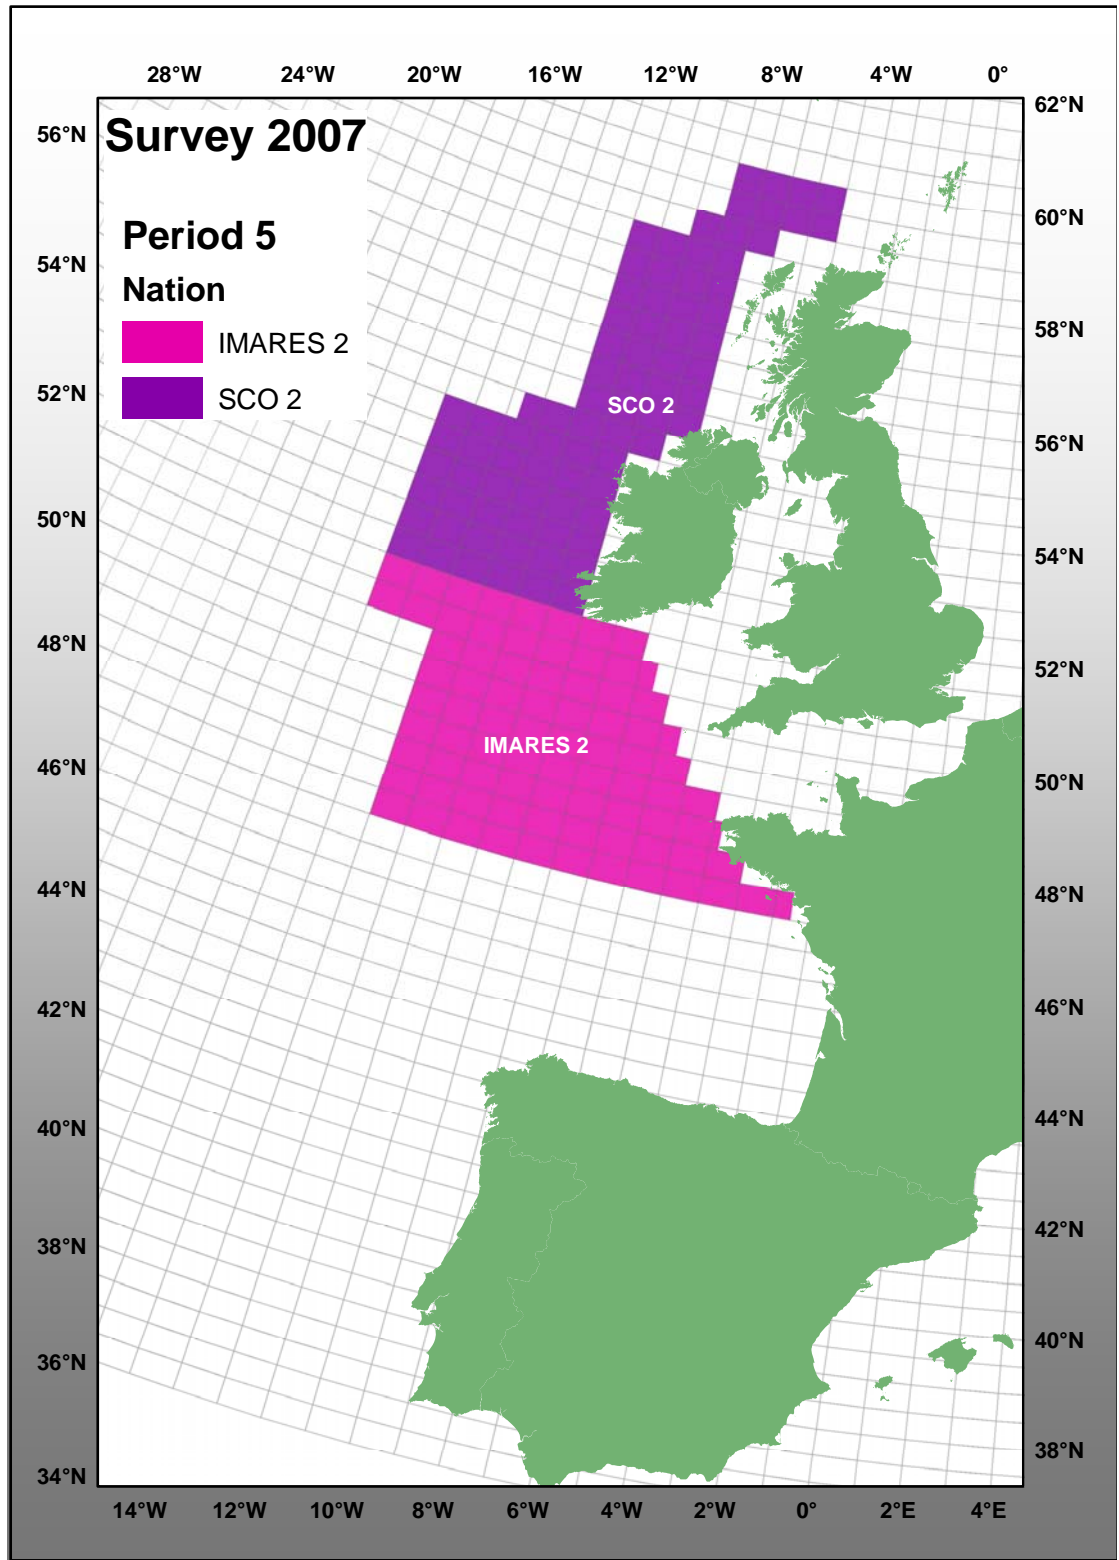 28°W 24°W 20°W 16°W 12°W 8°W 4°W 0°
62°N
56°N
Survey 2007
60°N
Period 5
54°N
Nation
58°N
IMARES 2
52°N
SCO 2
SCO 2
56°N
50°N
54°N
48°N
52°N
IMARES 2
46°N
50°N
44°N
48°N
42°N
46°N
40°N
44°N
42°N
38°N
40°N
36°N
38°N
34°N
14°W 12°W 10°W 8°W 6°W 4°W 2°W 0° 2°E 4°E